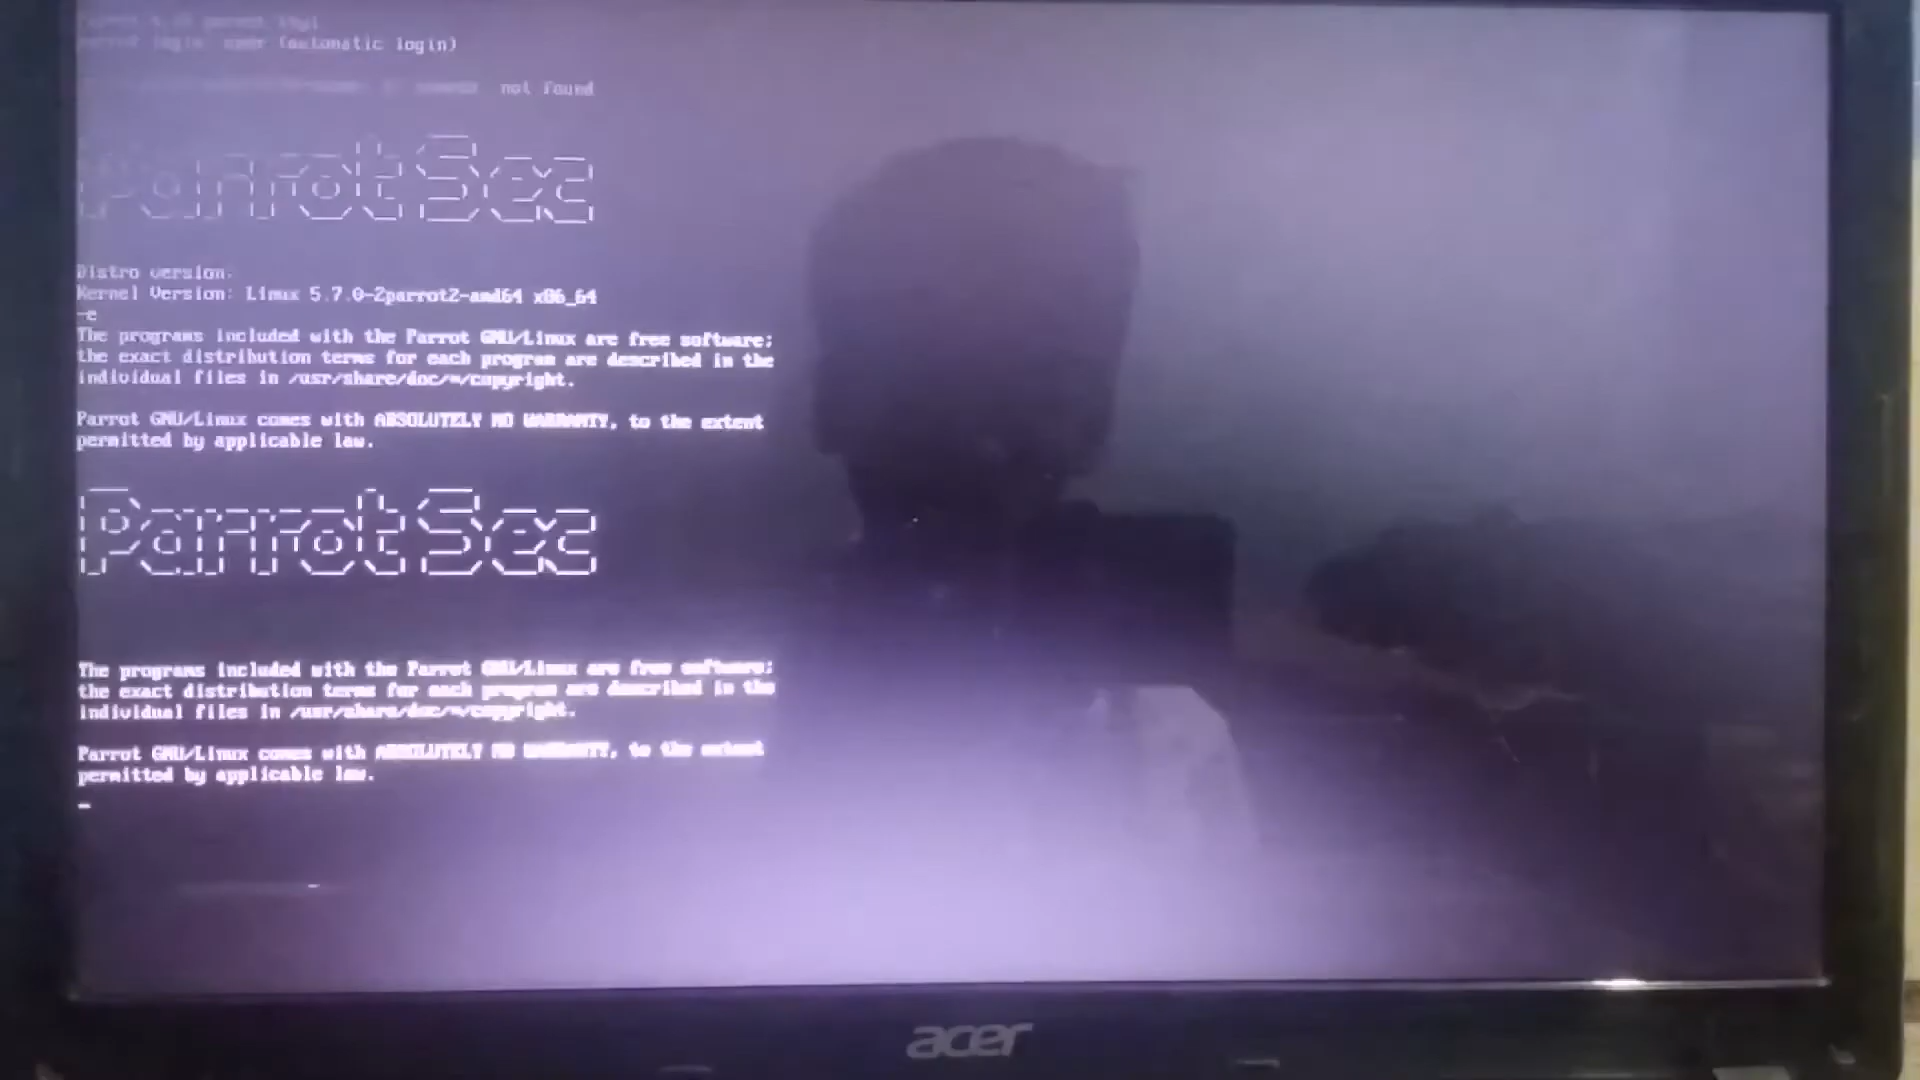 (automatic login)
not found
Parrot Sec
Distro version:
Kernel Version: Linux 5.7.0-2parrot2-amd64 x86_64
-e
The programs included with the Parrot GNU/Linux are free software;
the exact distribution terms for each program are described in the
individual files in /usr/share/doc/*/copyright.
Parrot GNU/Linux comes with ABSOLUTELY NO WARRANTY, to the extent
permitted by applicable law.
Parrot Sec
The programs included with the Parrot GNU/Linux are free software;
the exact distribution terms for each program are described in the
individual files in /usr/share/doc/*/copyright.
Parrot GNU/Linux comes with ABSOLUTELY NO WARRANTY, to the extent
permitted by applicable law.
acer